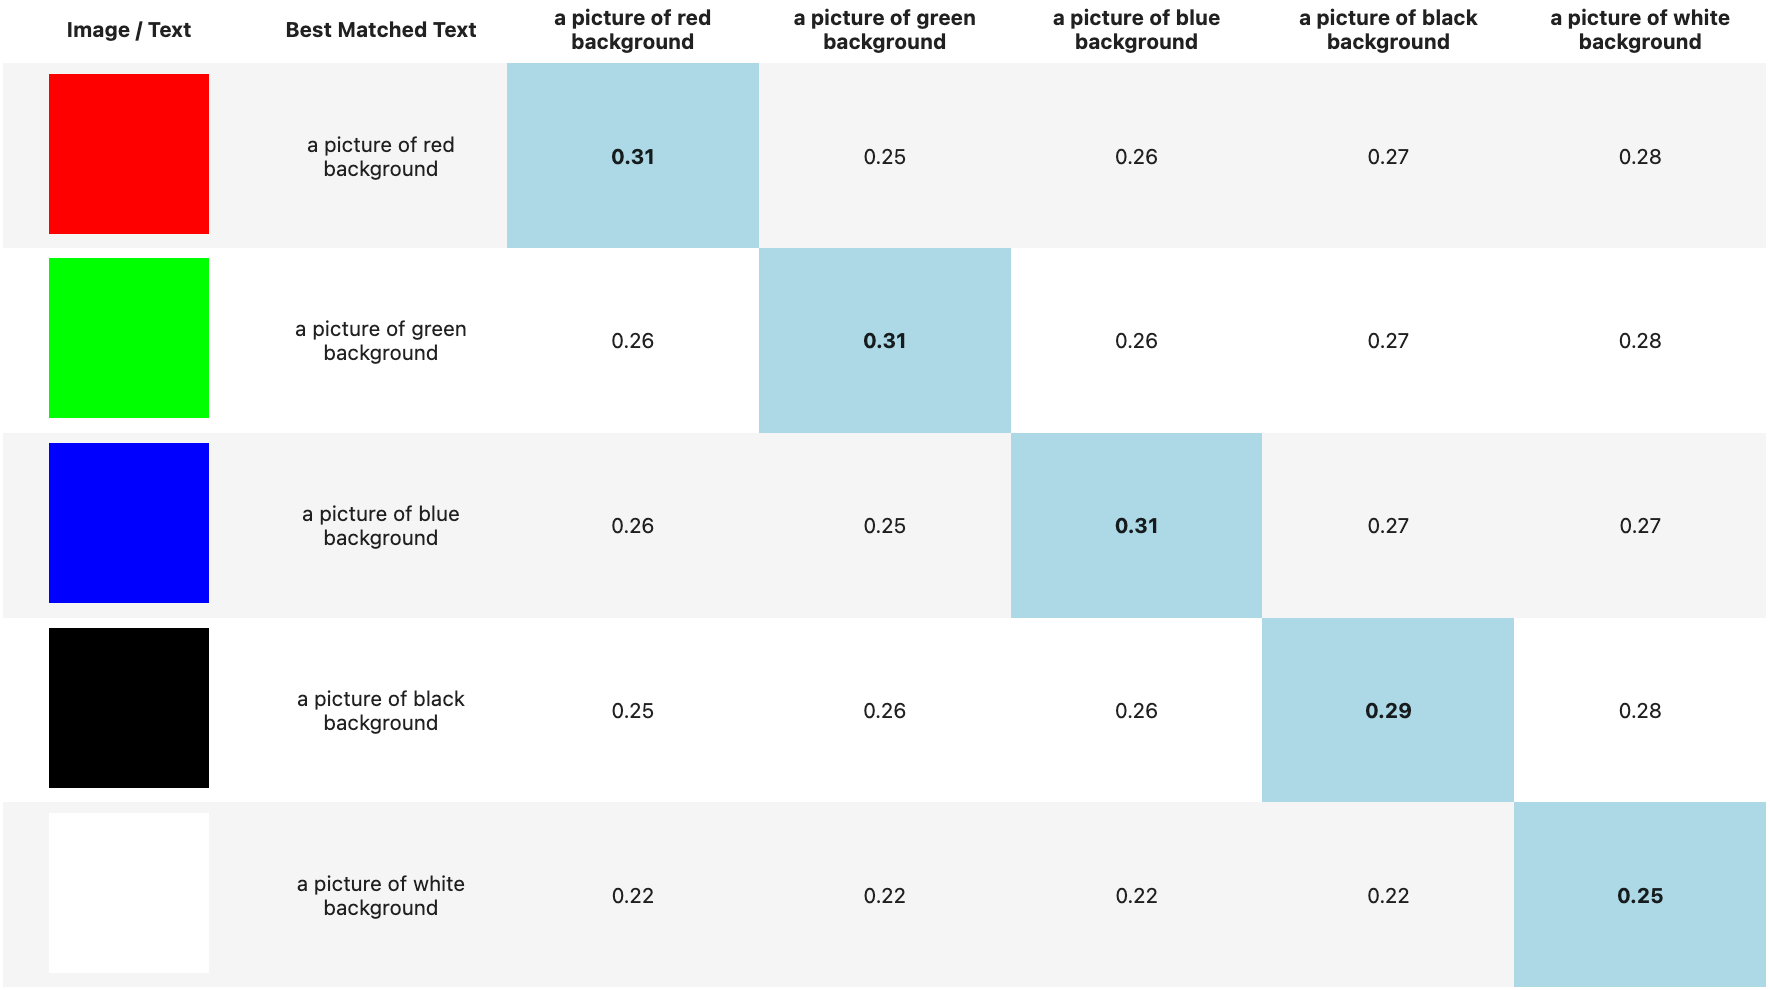 Image / Text
Best Matched Text
a picture of red
background
a picture of green
background
a picture of blue
background
a picture of black
background
a picture of white
background
a picture of red
background
0.31
0.25
0.26
0.27
0.28
a picture of green
background
0.26
0.31
0.26
0.27
0.28
a picture of blue
background
0.26
0.25
0.31
0.27
0.27
a picture of black
background
0.25
0.26
0.26
0.29
0.28
a picture of white
background
0.22
0.22
0.22
0.22
0.25